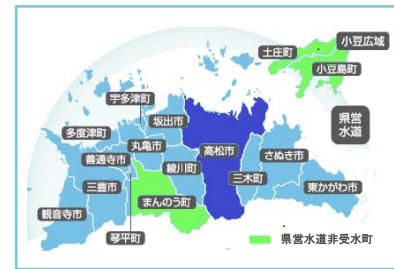 小豆広域
土庄町
小豆島町
県営
水道
宇多津町
坂出市
多度津町
丸亀市
高松市
善通寺市
綾川町
さぬき市
三豊市
三木町
東かがわ市
まんのう町
観音寺市
琴平町
県営水道非受水町